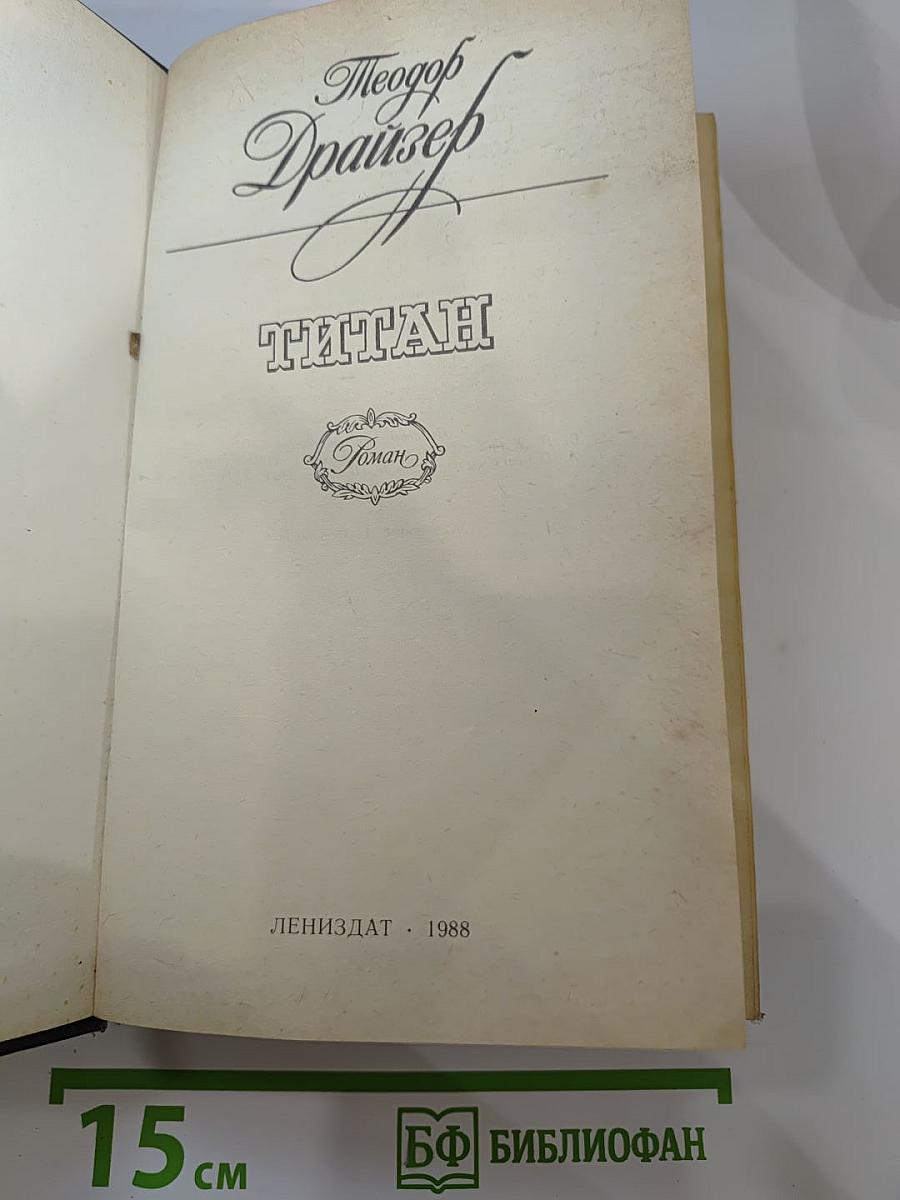 Теодор
Драйзер
ТИТАН
Роман
ЛЕНИЗДАТ · 1988
15 см
БФ БИБЛИОФАН